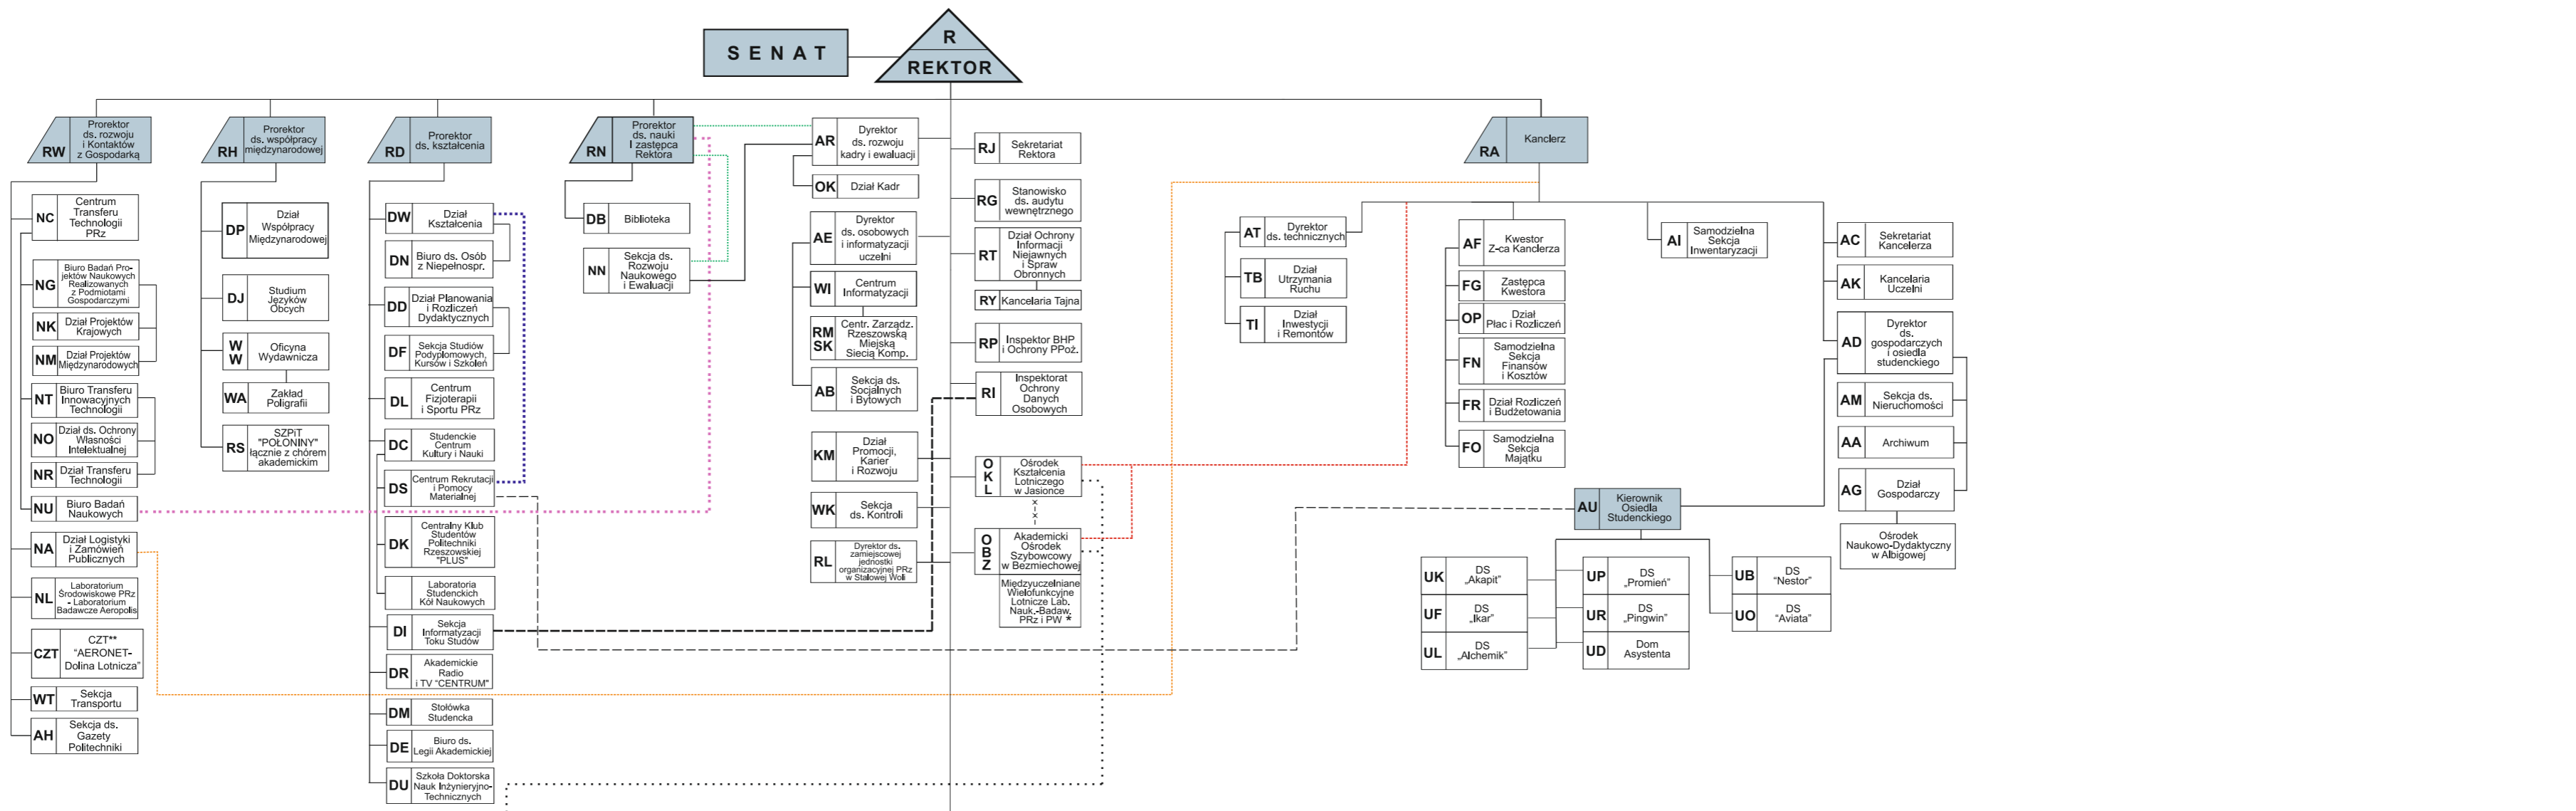 S E N A T
R
REKTOR
RW
Prorektor
ds. rozwoju
i Kontaktów
z Gospodarką
RH
Prorektor
ds. współpracy
międzynarodowej
RD
Prorektor
ds. kształcenia
RN
Prorektor
ds. nauki
I zastępca
Rektora
RA
Kanclerz
NC
Centrum
Transferu
Technologii
PRz
NG
Biuro Badań Pro-
jektów Naukowych
Realizowanych
z Podmiotami
Gospodarczymi
NK
Dział Projektów
Krajowych
NM
Dział Projektów
Międzynarodowych
NT
Biuro Transferu
Innowacyjnych
Technologii
NO
Dział ds. Ochrony
Własności
Intelektualnej
NR
Dział Transferu
Technologii
NU
Biuro Badań
Naukowych
NA
Dział Logistyki
i Zamówień
Publicznych
NL
Laboratorium
Środowiskowe PRz
- Laboratorium
Badawcze Aeropolis
CZT
CZT**
"AERONET-
Dolina Lotnicza"
WT
Sekcja
Transportu
AH
Sekcja ds.
Gazety
Politechniki
DP
Dział
Współpracy
Międzynarodowej
DJ
Studium
Języków
Obcych
W
W
Oficyna
Wydawnicza
WA
Zakład
Poligrafii
RS
SZPiT
"POŁONINY"
łącznie z chórem
akademickim
DW
Dział
Kształcenia
DN
Biuro ds. Osób
z Niepełnospr.
DD
Dział Planowania
i Rozliczeń
Dydaktycznych
DF
Sekcja Studiów
Podyplomowych,
Kursów i Szkoleń
DL
Centrum
Fizjoterapii
i Sportu PRz
DC
Studenckie
Centrum
Kultury i Nauki
DS
Centrum Rekrutacji
i Pomocy
Materialnej
DK
Centralny Klub
Studentów
Politechniki
Rzeszowskiej
"PLUS"
Laboratoria
Studenckich
Kół Naukowych
DI
Sekcja
Informatyzacji
Toku Studów
DR
Akademickie
Radio
i TV "CENTRUM"
DM
Stołówka
Studencka
DE
Biuro ds.
Legii Akademickiej
DU
Szkoła Doktorska
Nauk Inżynieryjno-
Technicznych
DB
Biblioteka
NN
Sekcja ds.
Rozwoju
Naukowego
i Ewaluacji
AR
Dyrektor
ds. rozwoju
kadry i ewaluacji
OK
Dział Kadr
AE
Dyrektor
ds. osobowych
i informatyzacji
uczelni
WI
Centrum
Informatyzacji
RM
SK
Centr. Zarządz.
Rzeszowską
Miejską
Siecią Komp.
AB
Sekcja ds.
Socjalnych
i Bytowych
KM
Dział
Promocji,
Karier
i Rozwoju
WK
Sekcja
ds. Kontroli
RL
Dyrektor ds.
zamiejscowej
jednostki
organizacyjnej PRz
w Stalowej Woli
RJ
Sekretariat
Rektora
RG
Stanowisko
ds. audytu
wewnętrznego
RT
Dział Ochrony
Informacji
Niejawnych
i Spraw
Obronnych
RY
Kancelaria Tajna
RP
Inspektor BHP
i Ochrony PPoż.
RI
Inspektorat
Ochrony
Danych
Osobowych
O
K
L
Ośrodek
Kształcenia
Lotniczego
w Jasionce
x
x
O
B
Z
Akademicki
Ośrodek
Szybowcowy
w Bezmiechowej
Międzyuczelniane
Wielofunkcyjne
Lotnicze Lab.
Nauk.-Badaw.
PRz i PW *
AT
Dyrektor
ds. technicznych
TB
Dział
Utrzymania
Ruchu
TI
Dział
Inwestycji
i Remontów
AF
Kwestor
Z-ca Kanclerza
FG
Zastępca
Kwestora
OP
Dział
Płac i Rozliczeń
FN
Samodzielna
Sekcja
Finansów
i Kosztów
FR
Dział Rozliczeń
i Budżetowania
FO
Samodzielna
Sekcja
Majątku
AI
Samodzielna
Sekcja
Inwentaryzacji
AC
Sekretariat
Kancelerza
AK
Kancelaria
Uczelni
AD
Dyrektor
ds.
gospodarczych
i osiedla
studenckiego
AM
Sekcja ds.
Nieruchomości
AA
Archiwum
AG
Dział
Gospodarczy
Ośrodek
Naukowo-Dydaktyczny
w Albigowej
AU
Kierownik
Osiedla
Studenckiego
UK
DS
„Akapit”
UF
DS
„Ikar”
UL
DS
„Alchemik”
UP
DS
„Promień”
UR
DS
„Pingwin”
UD
Dom
Asystenta
UB
DS
“Nestor”
UO
DS
“Aviata”